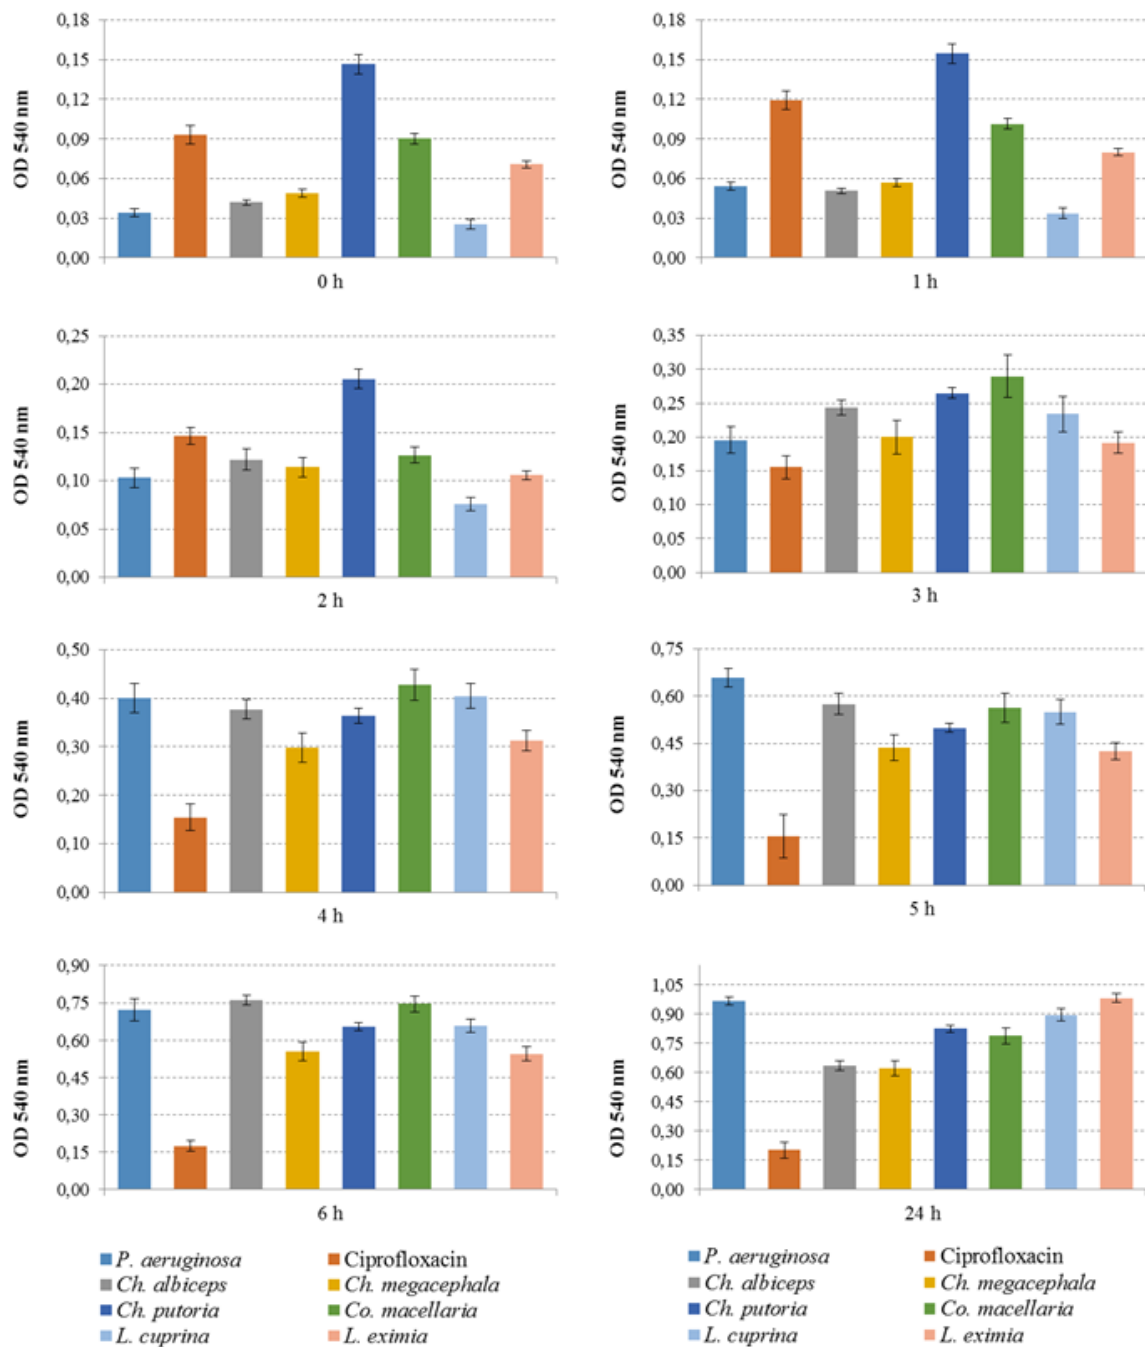 OD 540 nm
0,18
0,15
0,12
0,09
0,06
0,03
0,00
0 h
OD 540 nm
0,18
0,15
0,12
0,09
0,06
0,03
0,00
1 h
OD 540 nm
0,25
0,20
0,15
0,10
0,05
0,00
2 h
OD 540 nm
0,35
0,30
0,25
0,20
0,15
0,10
0,05
0,00
3 h
OD 540 nm
0,50
0,40
0,30
0,20
0,10
0,00
4 h
OD 540 nm
0,75
0,60
0,45
0,30
0,15
0,00
5 h
OD 540 nm
0,90
0,75
0,60
0,45
0,30
0,15
0,00
6 h
OD 540 nm
1,05
0,90
0,75
0,60
0,45
0,30
0,15
0,00
24 h
P. aeruginosa Ciprofloxacin
Ch. albiceps Ch. megacephala
Ch. putoria Co. macellaria
L. cuprina L. eximia
P. aeruginosa Ciprofloxacin
Ch. albiceps Ch. megacephala
Ch. putoria Co. macellaria
L. cuprina L. eximia